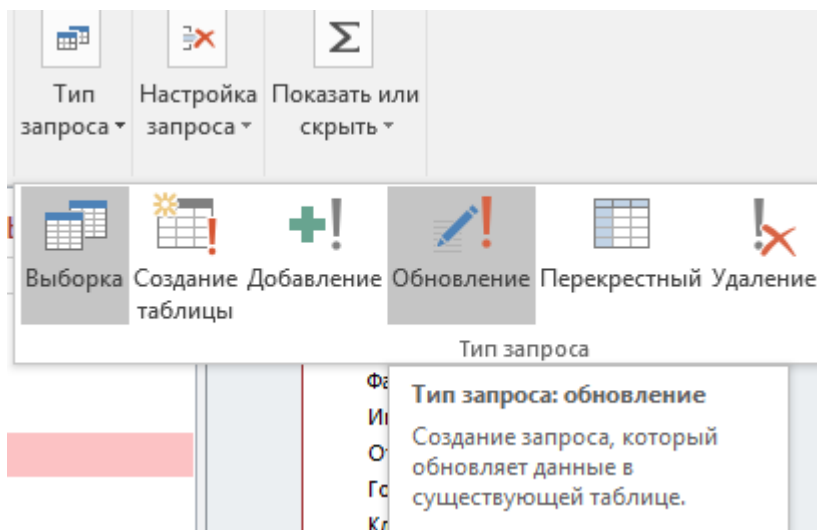 Тип
запроса
Настройка
запроса
Показать или
скрыть
Выборка
Создание
таблицы
Добавление
Обновление
Перекрестный
Удаление
Тип запроса
Тип запроса: обновление
Создание запроса, который
обновляет данные в
существующей таблице.